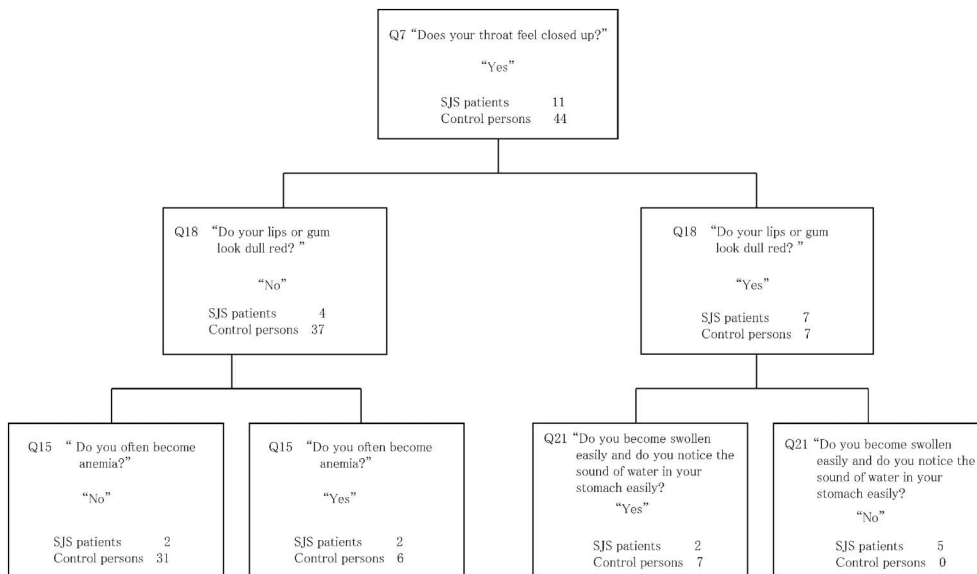 Q7 “Does your throat feel closed up?”
“Yes”
SJS patients 11
Control persons 44
Q18 “Do your lips or gum
look dull red? ”
“No”
SJS patients 4
Control persons 37
Q18 “Do your lips or gum
look dull red? ”
“Yes”
SJS patients 7
Control persons 7
Q15 “ Do you often become
anemia?”
“No”
SJS patients 2
Control persons 31
Q15 “Do you often become
anemia?”
“Yes”
SJS patients 2
Control persons 6
Q21 “Do you become swollen
easily and do you notice the
sound of water in your
stomach easily?
“Yes”
SJS patients 2
Control persons 7
Q21 “Do you become swollen
easily and do you notice the
sound of water in your
stomach easily?
“No”
SJS patients 5
Control persons 0